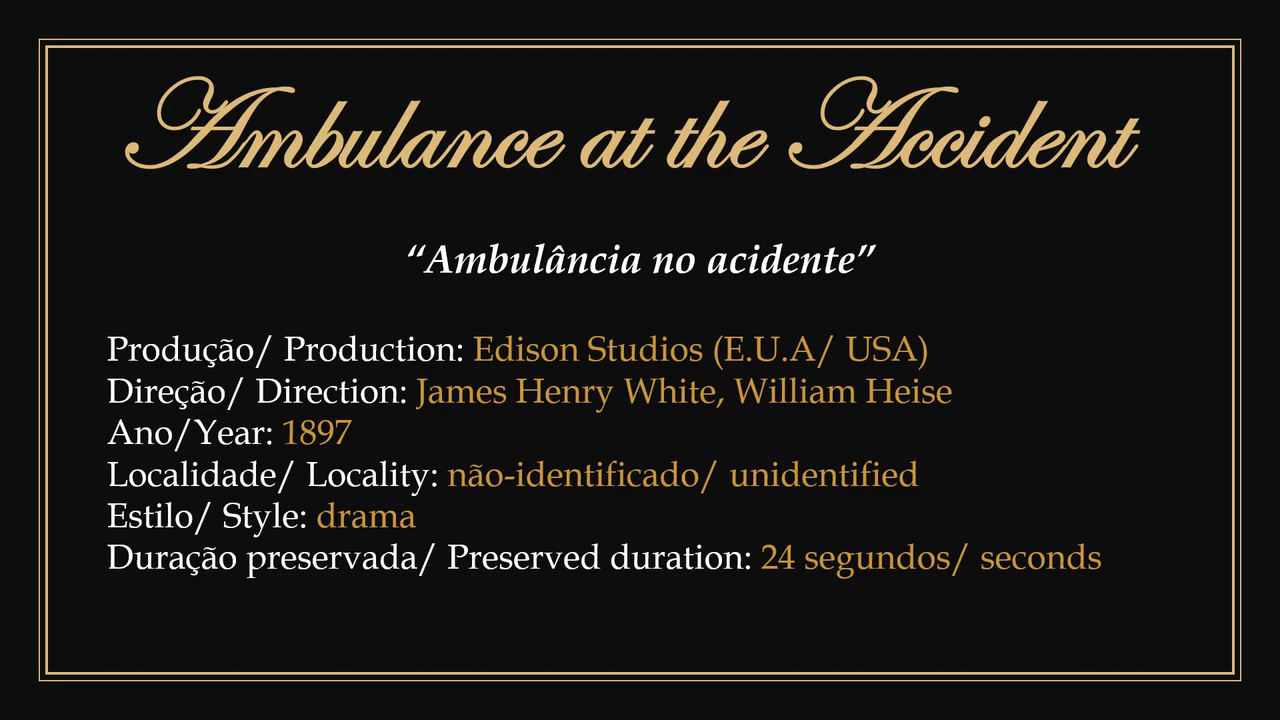 Ambulance at the Accident
“Ambulância no acidente”
Produção/ Production: Edison Studios (E.U.A/ USA)
Direção/ Direction: James Henry White, William Heise
Ano/Year: 1897
Localidade/ Locality: não-identificado/ unidentified
Estilo/ Style: drama
Duração preservada/ Preserved duration: 24 segundos/ seconds